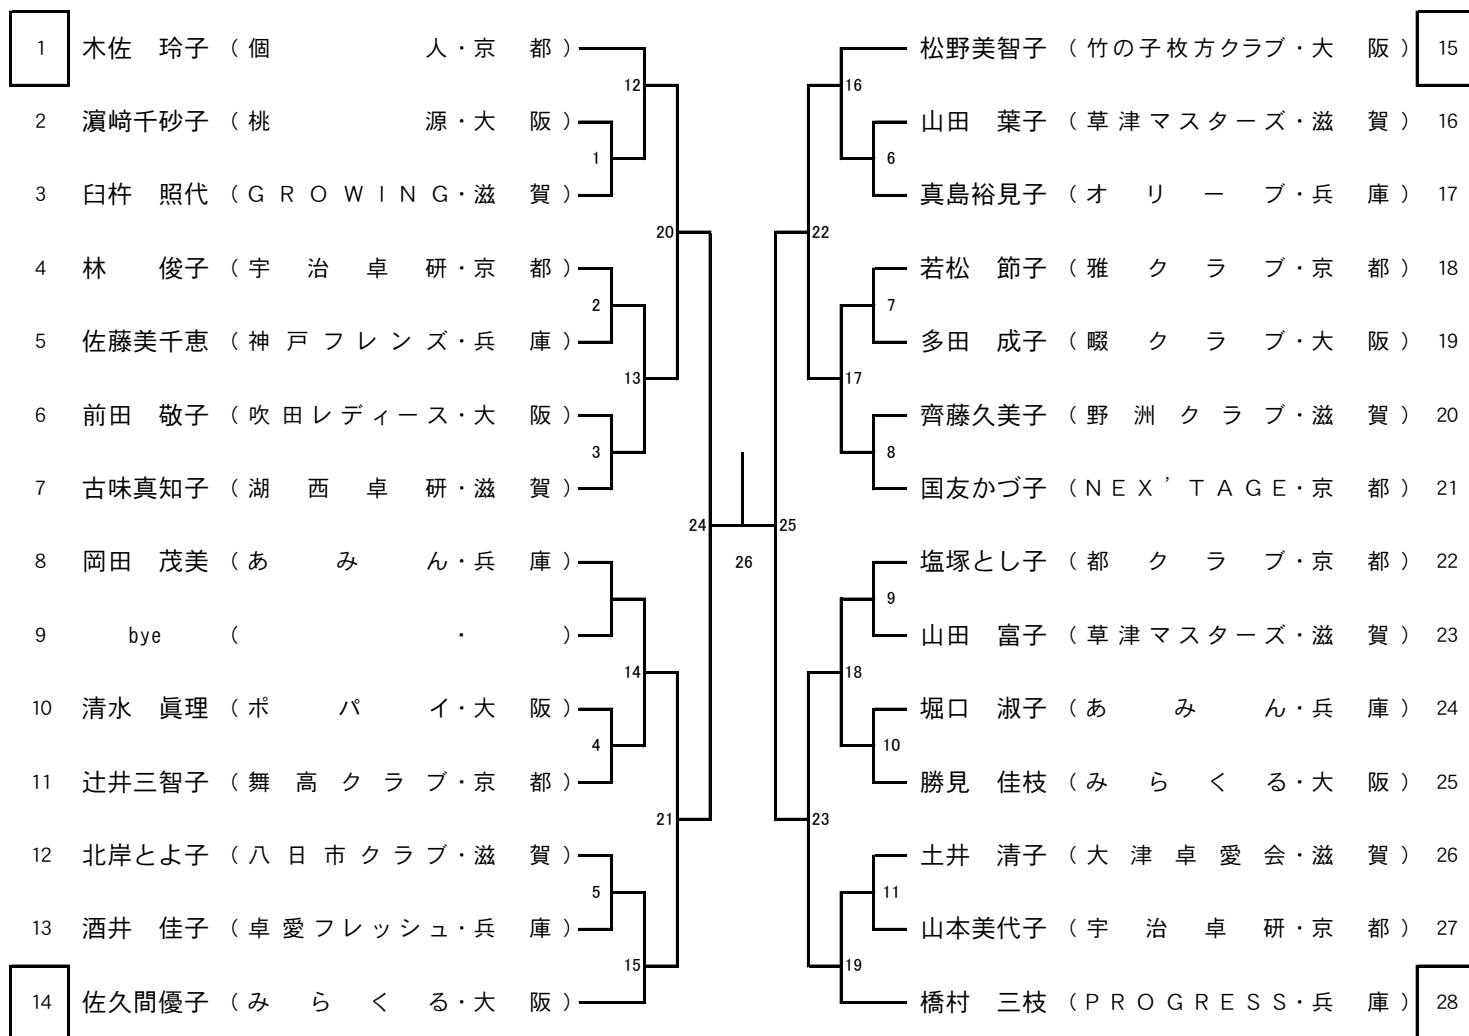 1 木佐 玲子 (個 人・京 都)
2 濵﨑千砂子 (桃 源・大 阪)
3 臼杵 照代 (GROWING・滋 賀)
4 林 俊子 (宇 治 卓 研・京 都)
5 佐藤美千恵 (神戸フレンズ・兵 庫)
6 前田 敬子 (吹田レディース・大 阪)
7 古味真知子 (湖 西 卓 研・滋 賀)
8 岡田 茂美 (あ み ん・兵 庫)
9 bye ( ・ )
10 清水 眞理 (ポ パ イ・大 阪)
11 辻井三智子 (舞 高 ク ラ ブ・京 都)
12 北岸とよ子 (八日市クラブ・滋 賀)
13 酒井 佳子 (卓愛フレッシュ・兵 庫)
14 佐久間優子 (み ら く る・大 阪)
12
1
20
2
13
3
24
14
4
21
5
15
26
16
6
22
7
17
8
25
9
18
10
23
11
19
松野美智子 (竹の子枚方クラブ・大 阪) 15
山田 葉子 (草津マスターズ・滋 賀) 16
真島裕見子 (オ リ ー ブ・兵 庫) 17
若松 節子 (雅 ク ラ ブ・京 都) 18
多田 成子 (畷 ク ラ ブ・大 阪) 19
齊藤久美子 (野 洲 ク ラ ブ・滋 賀) 20
国友かづ子 (NEX'TAGE・京 都) 21
塩塚とし子 (都 ク ラ ブ・京 都) 22
山田 富子 (草津マスターズ・滋 賀) 23
堀口 淑子 (あ み ん・兵 庫) 24
勝見 佳枝 (み ら く る・大 阪) 25
土井 清子 (大 津 卓 愛 会・滋 賀) 26
山本美代子 (宇 治 卓 研・京 都) 27
橋村 三枝 (PROGRESS・兵 庫) 28